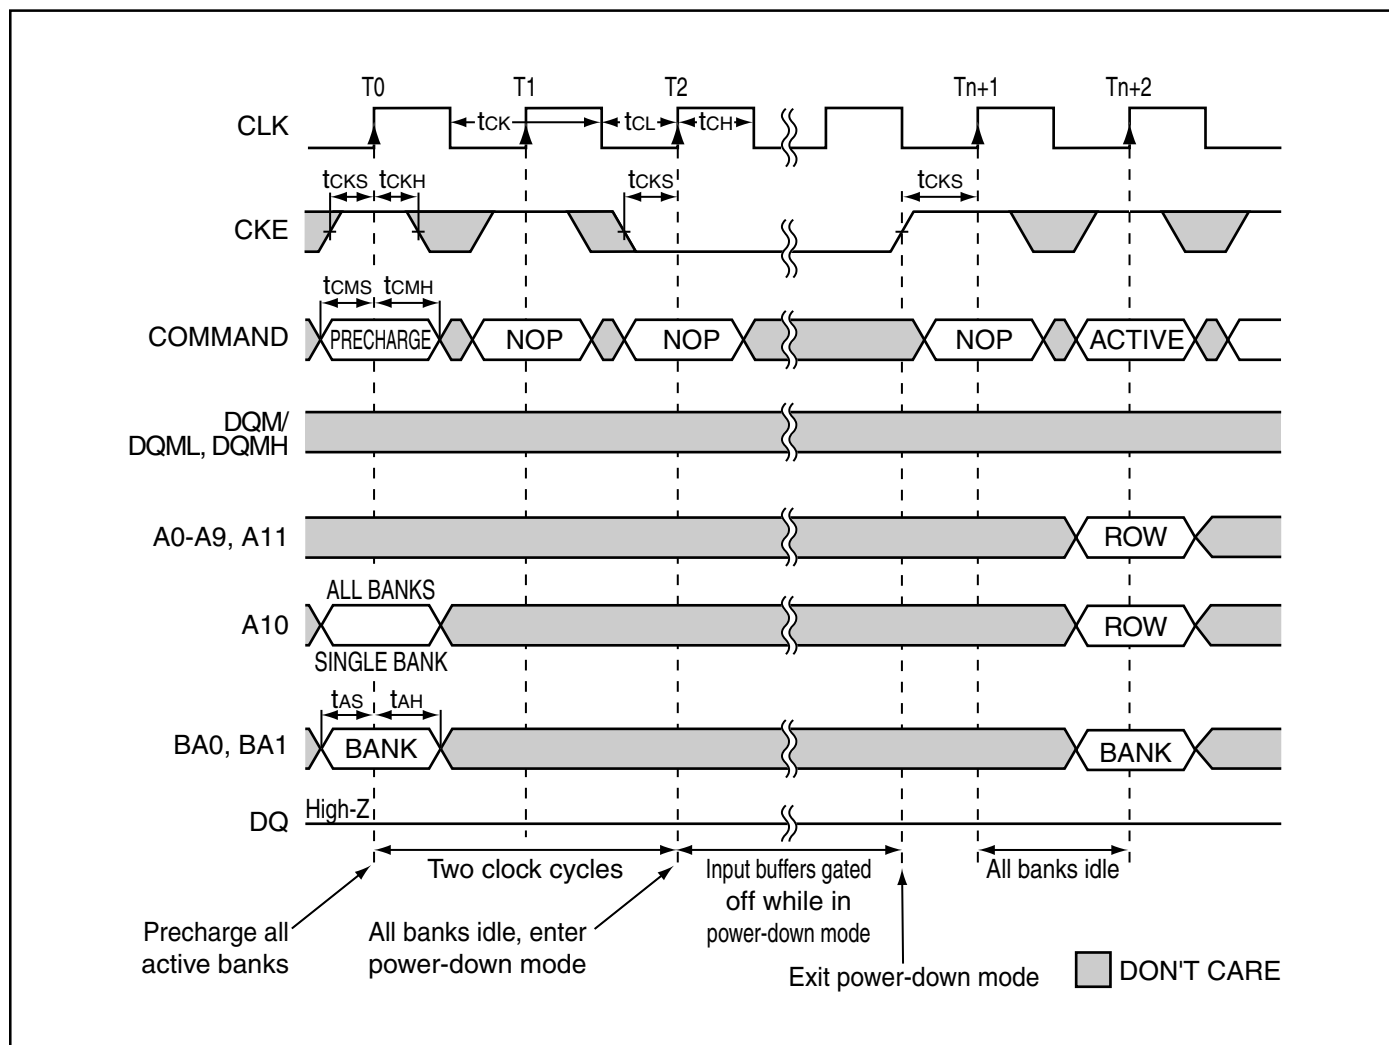 T0 T1 T2 Tn+1 Tn+2
CLK tCK tCL tCH
tCKS tCKH tCKS tCKS
CKE
tCMS tCMH
COMMAND PRECHARGE NOP NOP NOP ACTIVE
DQM/
DQML, DQMH
A0-A9, A11 ROW
ALL BANKS
A10 ROW
SINGLE BANK
tAS tAH
BA0, BA1 BANK BANK
High-Z
DQ
Two clock cycles
Input buffers gated
off while in
power-down mode
All banks idle
Precharge all
active banks
All banks idle, enter
power-down mode
Exit power-down mode
DON'T CARE